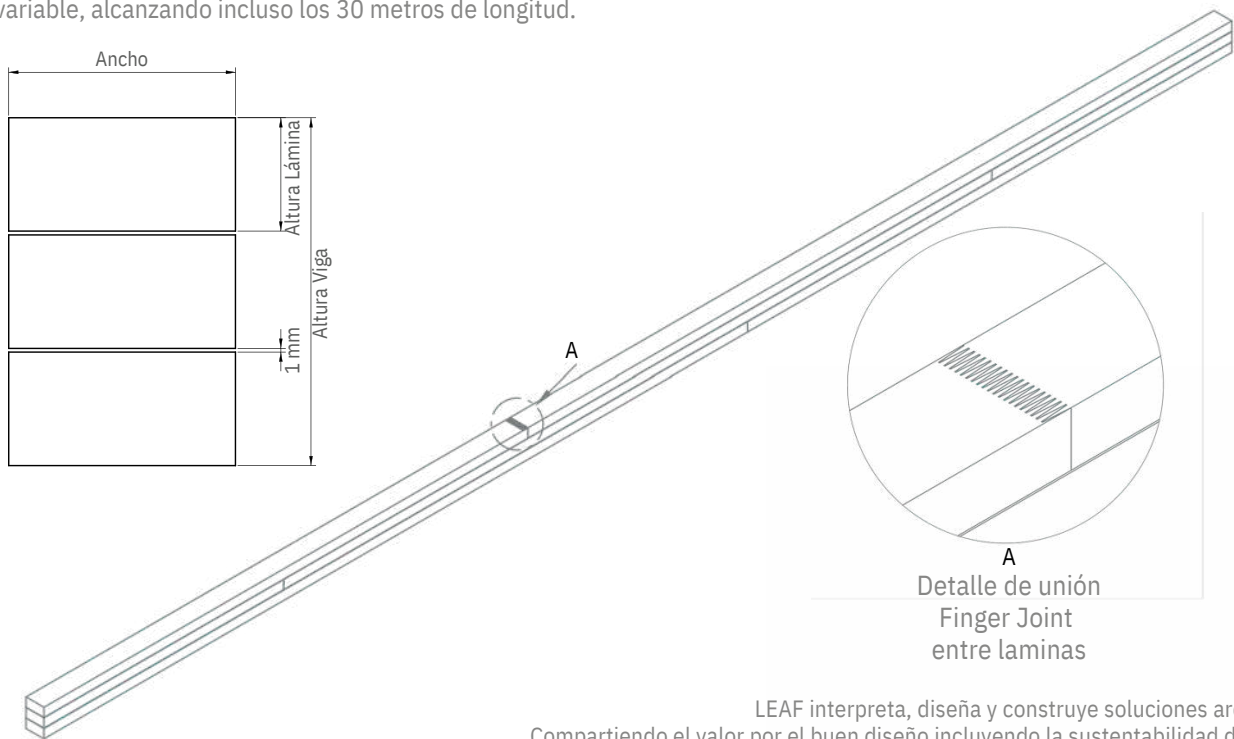 variable, alcanzando incluso los 30 metros de longitud.
Ancho
Altura Lámina
Altura Viga
1 mm
A
A
Detalle de unión
Finger Joint
entre laminas
LEAF interpreta, diseña y construye soluciones
Compartiendo el valor por el buen diseño incluyendo la sustentabilidad